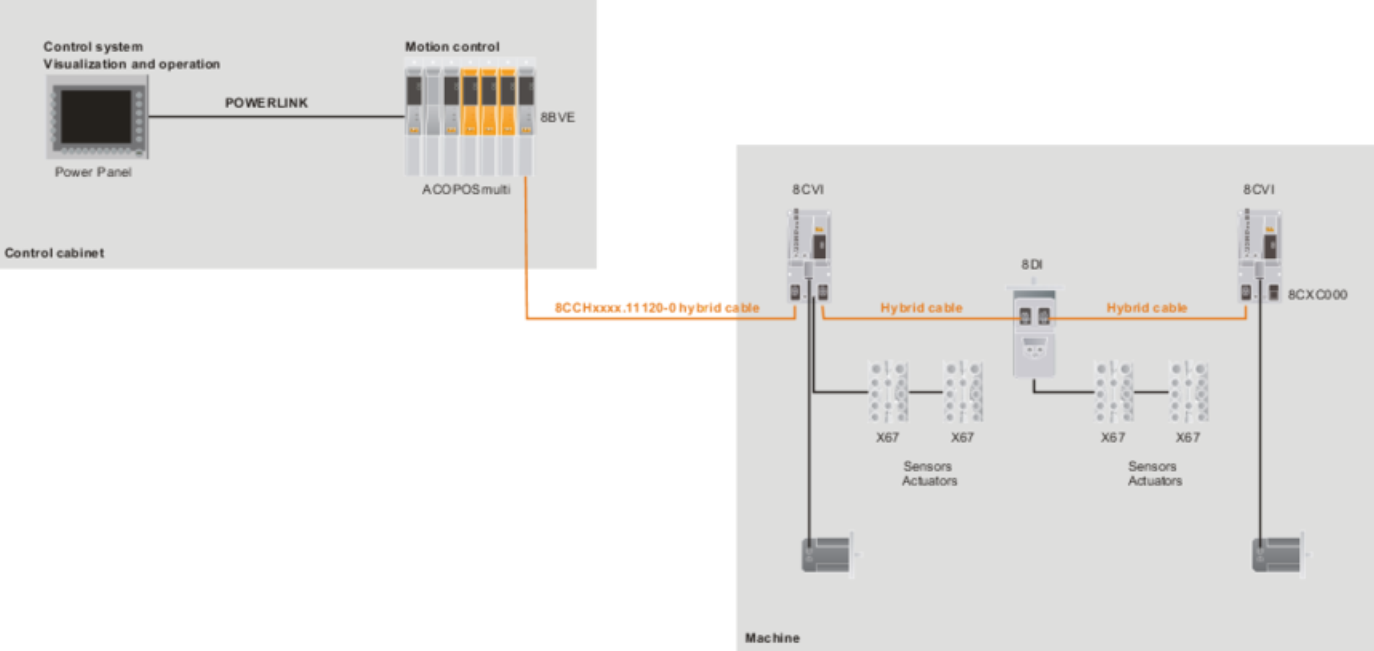 Control system
Visualization and operation
Motion control
POWERLINK
8BVE
Power Panel
ACOPOSmulti
Control cabinet
8CVI
8CVI
8DI
8CXC000
8CCHxxxx.11120-0 hybrid cable
Hybrid cable
Hybrid cable
X67
X67
X67
X67
Sensors
Actuators
Sensors
Actuators
Machine